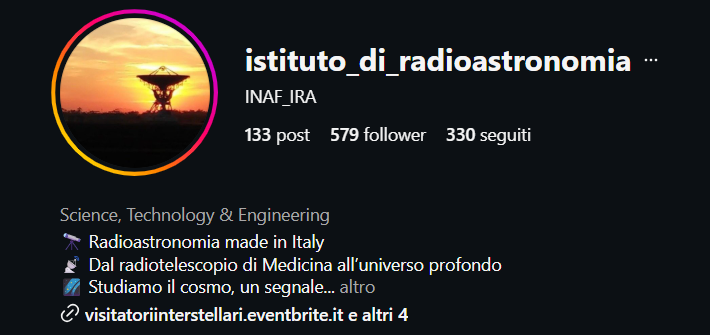 istituto_di_radioastronomia ...
INAF_IRA
133 post 579 follower 330 seguiti
Science, Technology & Engineering
🔭 Radioastronomia made in Italy
📡 Dal radiotelescopio di Medicina all’universo profondo
🌌 Studiamo il cosmo, un segnale... altro
visitatoriinterstellari.eventbrite.it e altri 4